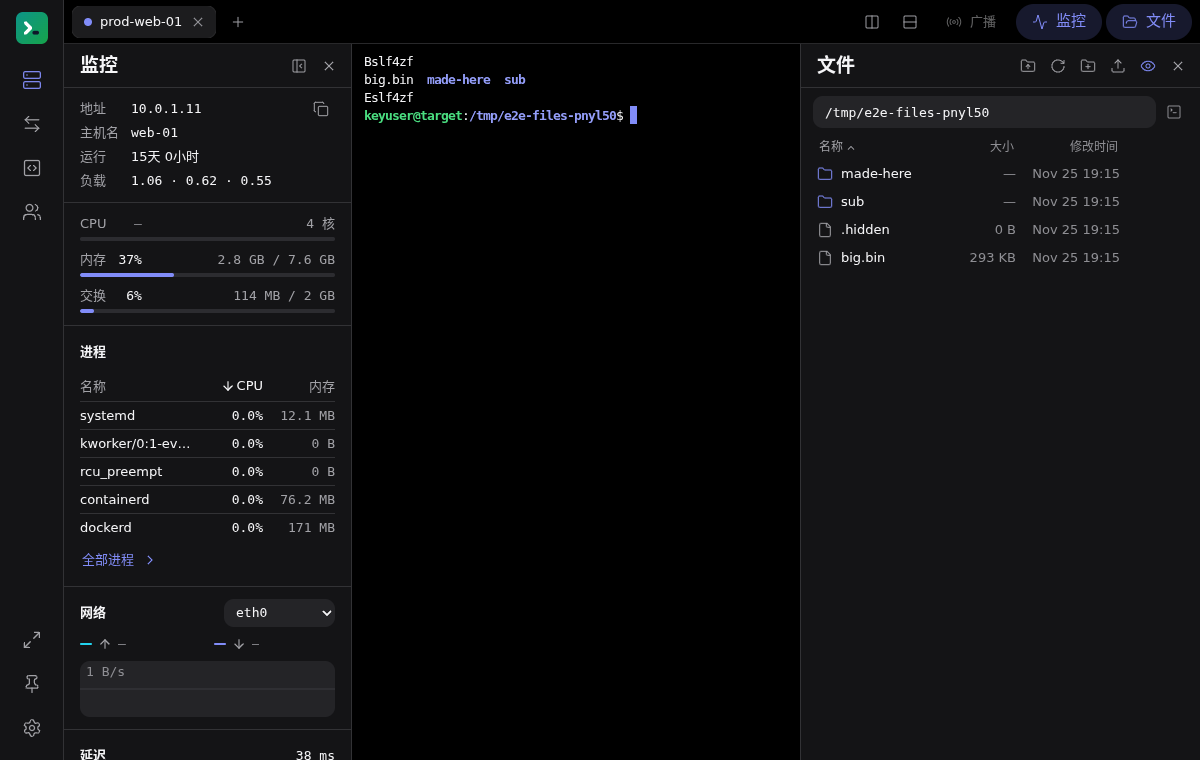 prod-web-01
广播
监控
文件
监控
地址 10.0.1.11
主机名 web-01
运行 15天 0小时
负载 1.06 · 0.62 · 0.55
CPU — 4 核
内存 37% 2.8 GB / 7.6 GB
交换 6% 114 MB / 2 GB
进程
名称 CPU 内存
systemd 0.0% 12.1 MB
kworker/0:1-ev… 0.0% 0 B
rcu_preempt 0.0% 0 B
containerd 0.0% 76.2 MB
dockerd 0.0% 171 MB
全部进程
网络 eth0
— —
1 B/s
延迟 38 ms
Bslf4zf
big.bin made-here sub
Eslf4zf
keyuser@target:/tmp/e2e-files-pnyl50$
文件
/tmp/e2e-files-pnyl50
名称 大小 修改时间
made-here — Nov 25 19:15
sub — Nov 25 19:15
.hidden 0 B Nov 25 19:15
big.bin 293 KB Nov 25 19:15